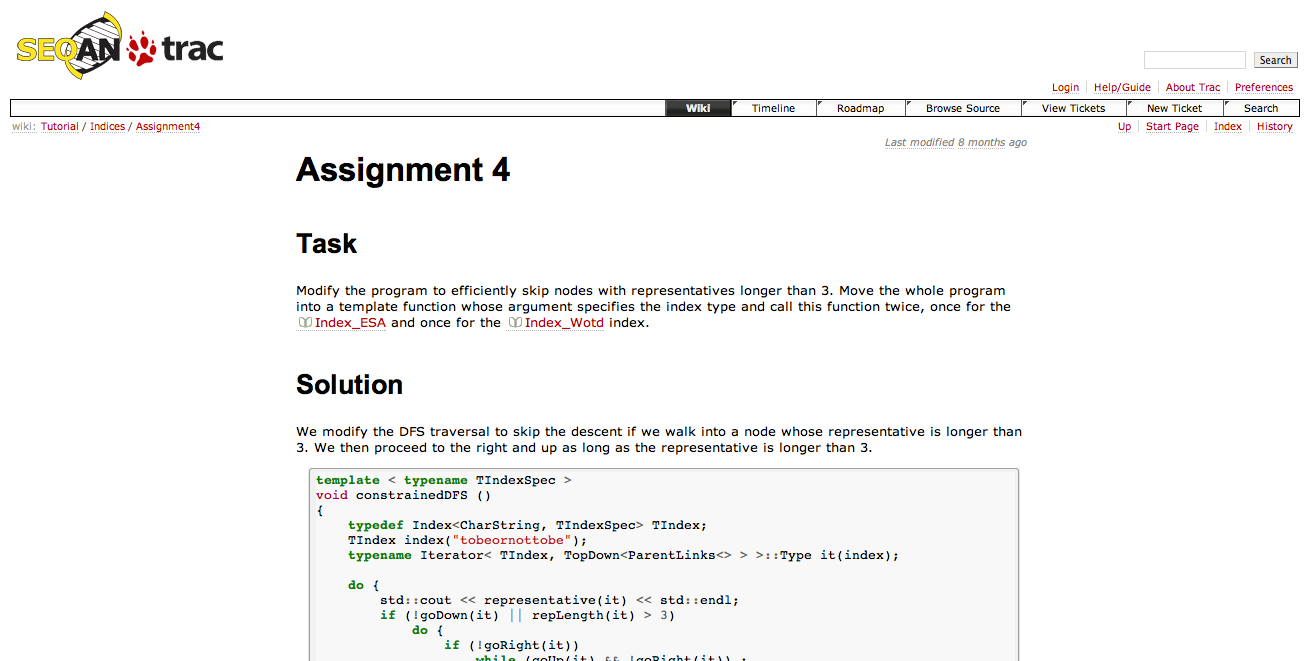 SEQAN trac
Search
Login Help/Guide About Trac Preferences
Wiki Timeline Roadmap Browse Source View Tickets New Ticket Search
wiki: Tutorial / Indices / Assignment4
Up Start Page Index History
Last modified 8 months ago
Assignment 4
Task
Modify the program to efficiently skip nodes with representatives longer than 3. Move the whole program
into a template function whose argument specifies the index type and call this function twice, once for the
Index_ESA and once for the Index_Wotd index.
Solution
We modify the DFS traversal to skip the descent if we walk into a node whose representative is longer than
3. We then proceed to the right and up as long as the representative is longer than 3.
template < typename TIndexSpec >
void constrainedDFS ()
{
typedef Index<CharString, TIndexSpec> TIndex;
TIndex index("tobeornottobe");
typename Iterator< TIndex, TopDown<ParentLinks<> > >::Type it(index);
do {
std::cout << representative(it) << std::endl;
if (!goDown(it) || repLength(it) > 3)
do {
if (!goRight(it))
while (goUp(it) && !goRight(it)) ;